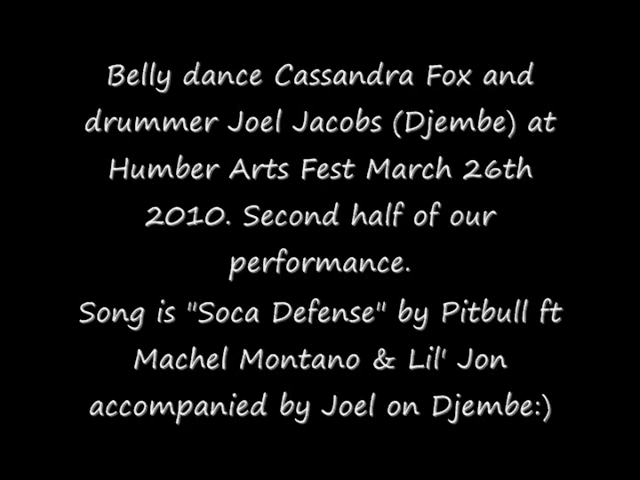 Belly dance Cassandra Fox and
drummer Joel Jacobs (Djembe) at
Humber Arts Fest March 26th
2010. Second half of our
performance.
Song is "Soca Defense" by Pitbull ft
Machel Montano & Lil' Jon
accompanied by Joel on Djembe:)